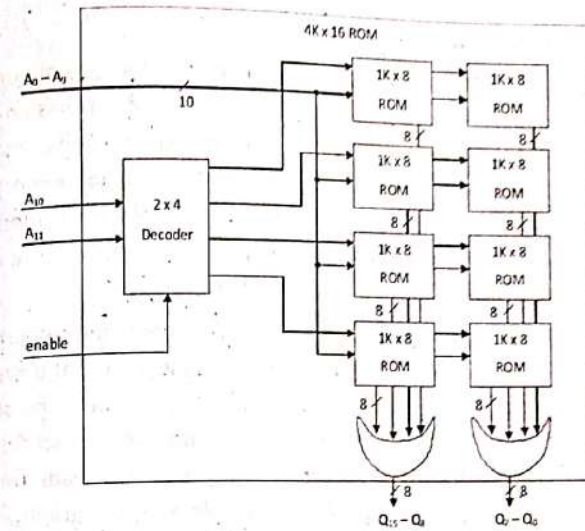 4K x 16 ROM
A₀ – A₉
10
1K x 8
ROM
1K x 8
ROM
8
8
1K x 8
ROM
1K x 8
ROM
A₁₀
A₁₁
2 x 4
Decoder
8
8
1K x 8
ROM
1K x 8
ROM
8
8
enable
1K x 8
ROM
1K x 8
ROM
8
8
8
8
Q₁₅ – Q₈
Q₇ – Q₀